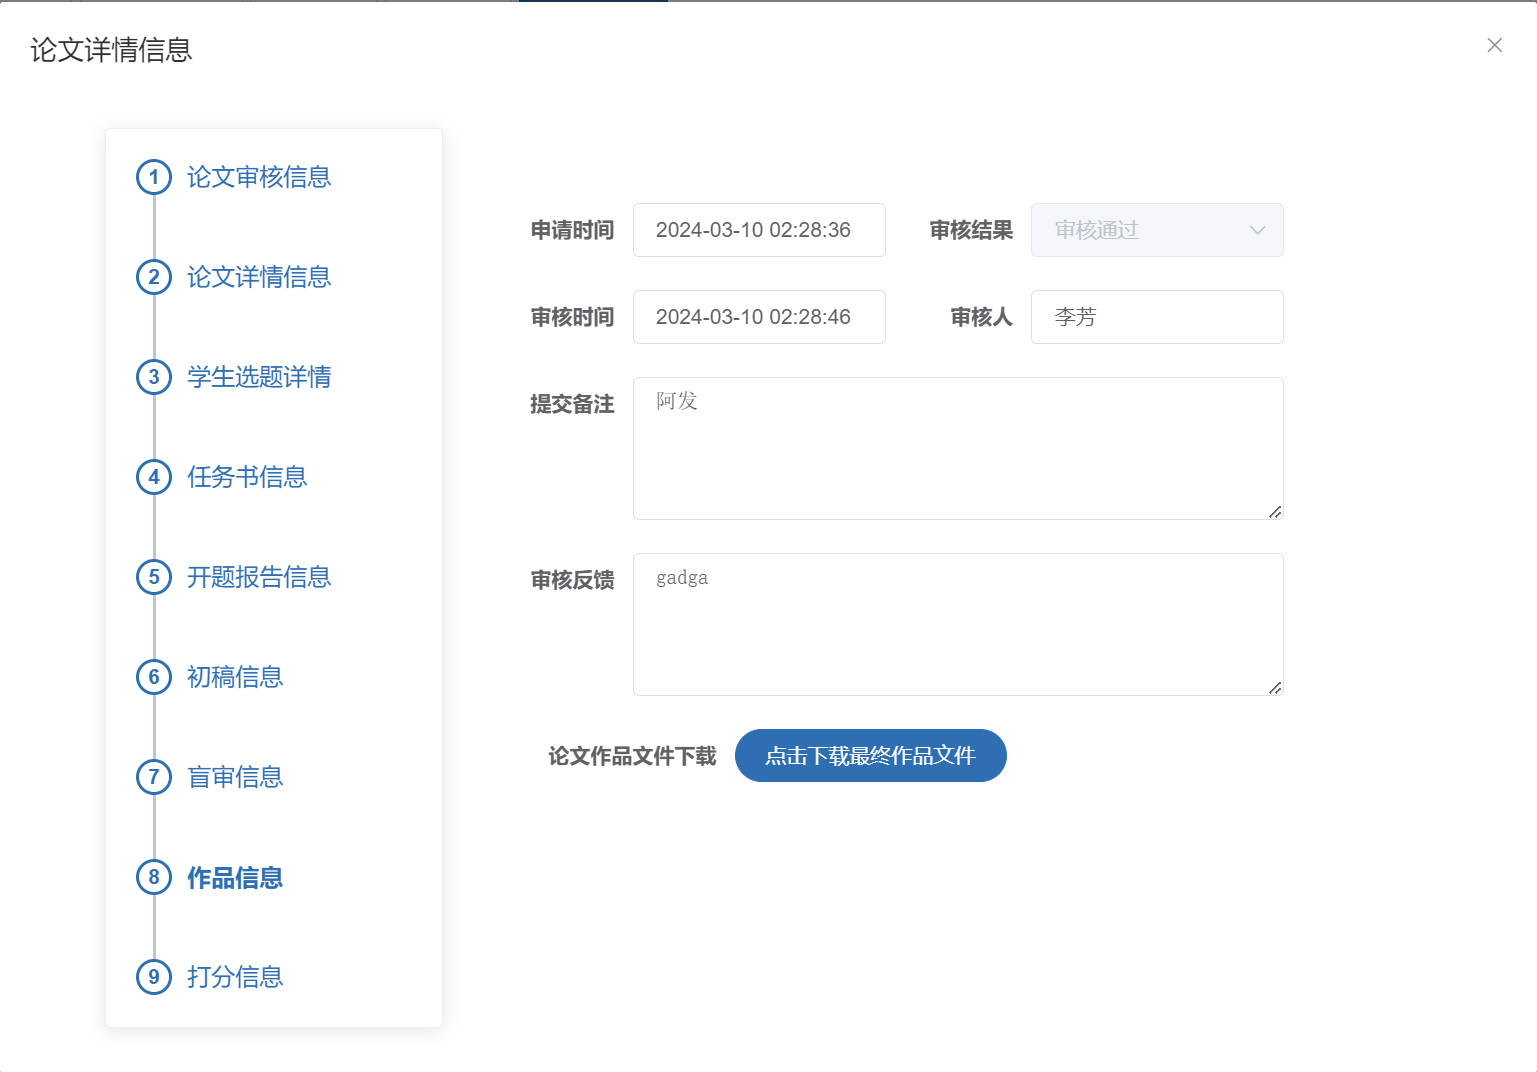 论文详情信息
1 论文审核信息
2 论文详情信息
3 学生选题详情
4 任务书信息
5 开题报告信息
6 初稿信息
7 盲审信息
8 作品信息
9 打分信息
申请时间 2024-03-10 02:28:36 审核结果 审核通过
审核时间 2024-03-10 02:28:46 审核人 李芳
提交备注 阿发
审核反馈 gadga
论文作品文件下载 点击下载最终作品文件